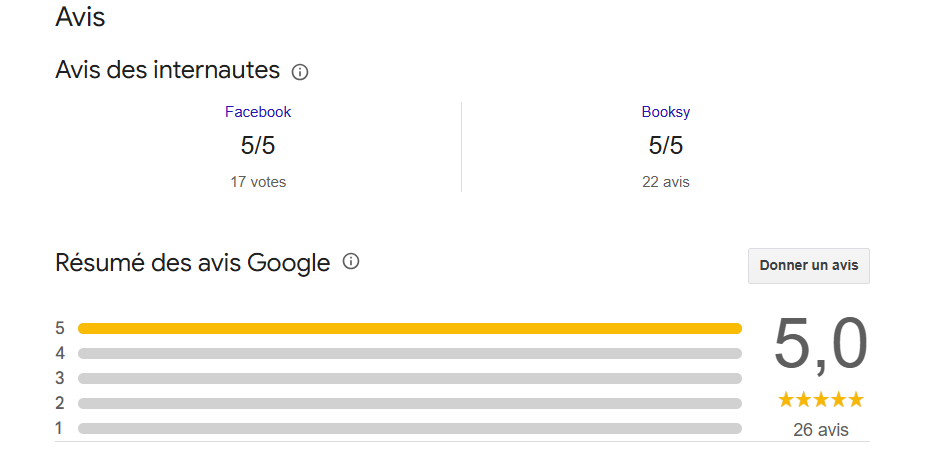 Avis
Avis des internautes
Facebook
5/5
17 votes
Booksy
5/5
22 avis
Résumé des avis Google
Donner un avis
5
4
3
2
1
5,0
26 avis